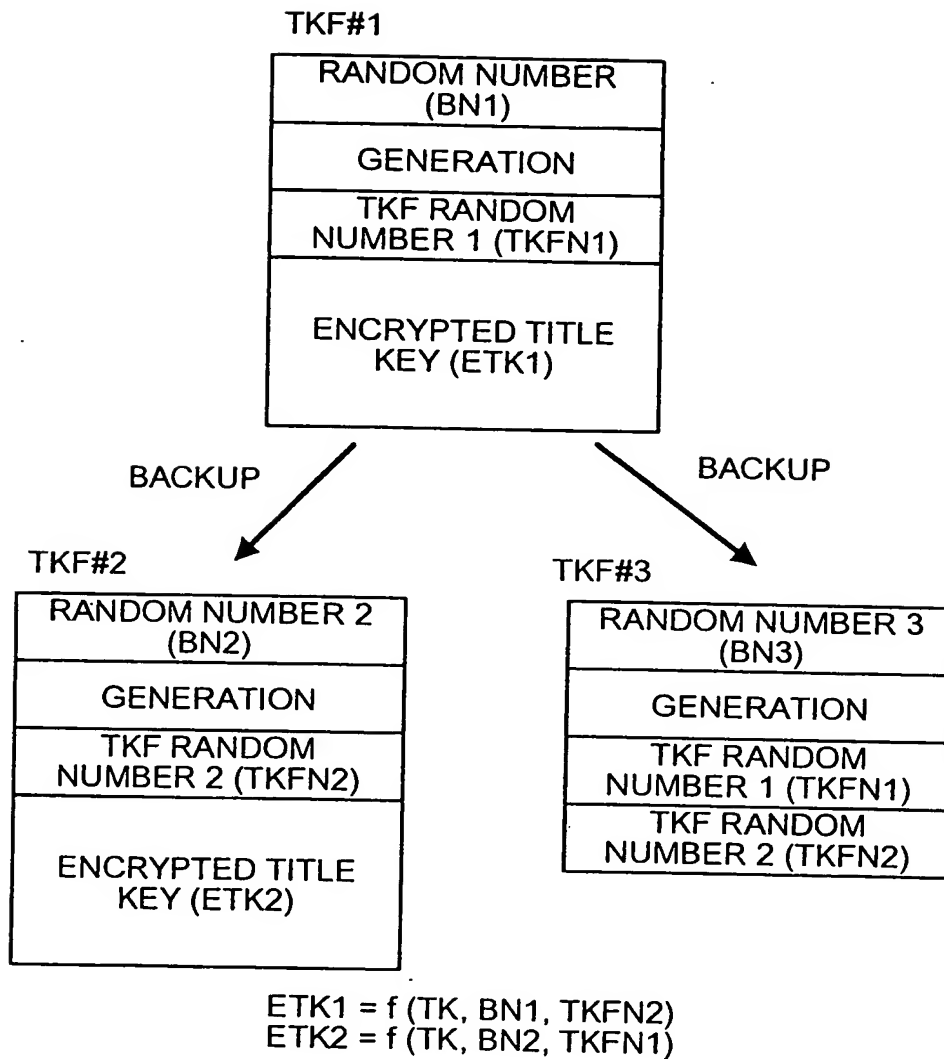 TKF#1
RANDOM NUMBER
(BN1)
GENERATION
TKF RANDOM
NUMBER 1 (TKFN1)
ENCRYPTED TITLE
KEY (ETK1)
BACKUP
BACKUP
TKF#2
RANDOM NUMBER 2
(BN2)
GENERATION
TKF RANDOM
NUMBER 2 (TKFN2)
ENCRYPTED TITLE
KEY (ETK2)
TKF#3
RANDOM NUMBER 3
(BN3)
GENERATION
TKF RANDOM
NUMBER 1 (TKFN1)
TKF RANDOM
NUMBER 2 (TKFN2)
ETK1 = f (TK, BN1, TKFN2)
ETK2 = f (TK, BN2, TKFN1)